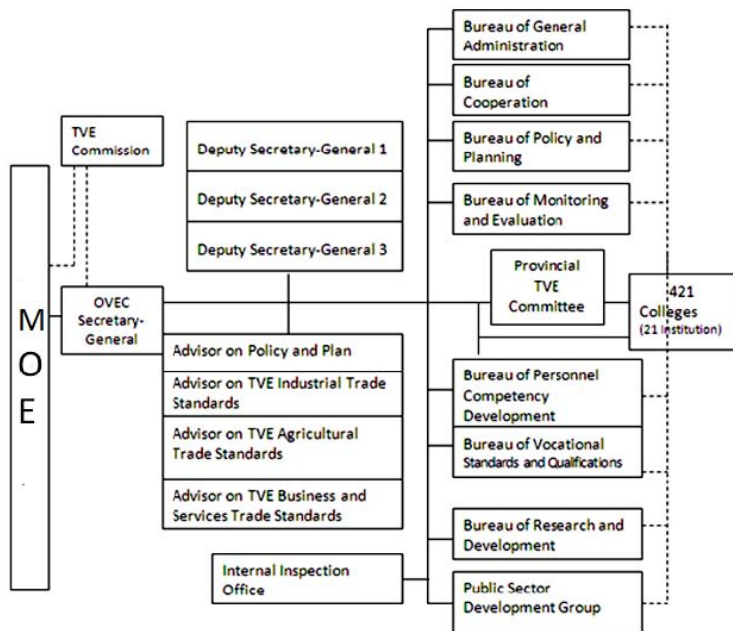 MOE
TVE
Commission
OVEC
Secretary-
General
Deputy Secretary-General 1
Deputy Secretary-General 2
Deputy Secretary-General 3
Advisor on Policy and Plan
Advisor on TVE Industrial Trade
Standards
Advisor on TVE Agricultural
Trade Standards
Advisor on TVE Business and
Services Trade Standards
Internal Inspection
Office
Bureau of General
Administration
Bureau of
Cooperation
Bureau of Policy and
Planning
Bureau of Monitoring
and Evaluation
Provincial
TVE
Committee
421
Colleges
(21 Institution)
Bureau of Personnel
Competency
Development
Bureau of Vocational
Standards and Qualifications
Bureau of Research and
Development
Public Sector
Development Group